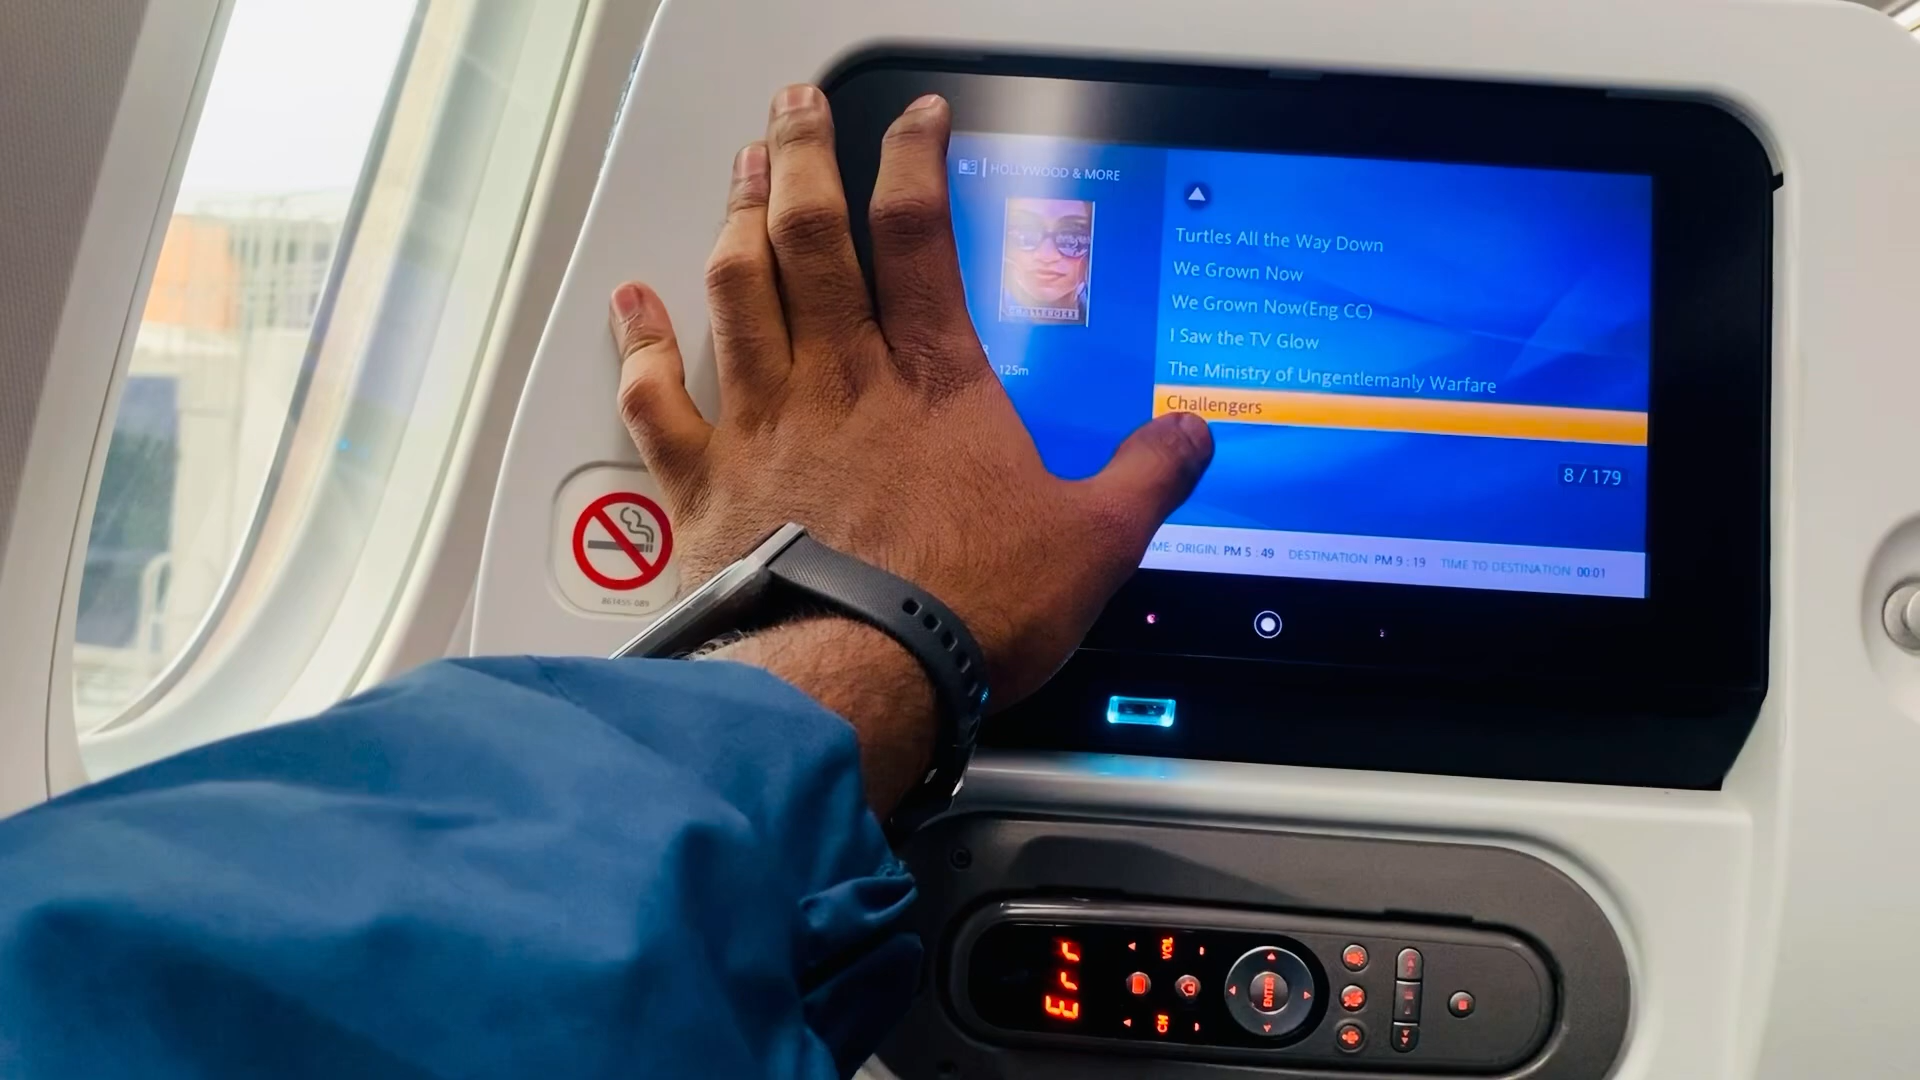 HOLLYWOOD & MORE
CHALLENGERS
125m
Turtles All the Way Down
We Grown Now
We Grown Now(Eng CC)
I Saw the TV Glow
The Ministry of Ungentlemanly Warfare
Challengers
8 / 179
ORIGIN. PM 5 : 49 DESTINATION PM 9 : 19 TIME TO DESTINATION 00:01
Err
VOL
CH
ENTER